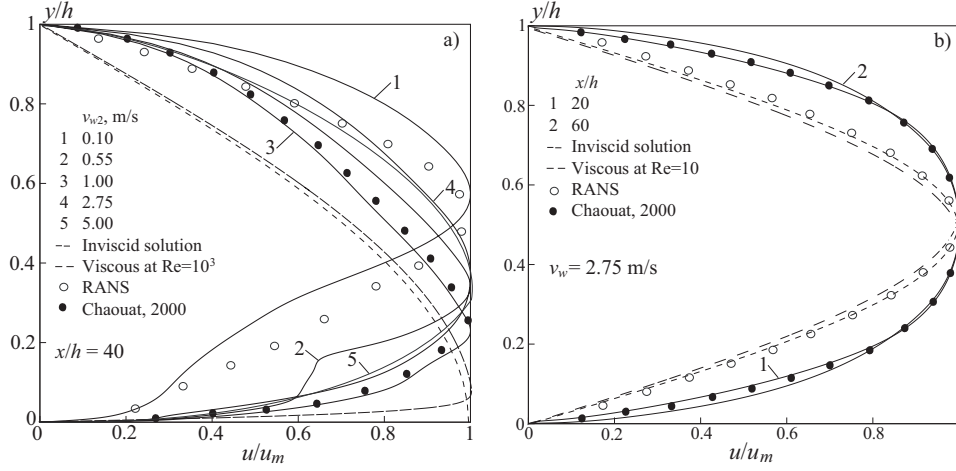 y/h
a)
1
0.8
0.6
0.4
0.2
0
0
0.2
0.4
0.6
0.8
1
u/u_m
v_{w2}, m/s
1 0.10
2 0.55
3 1.00
4 2.75
5 5.00
Inviscid solution
Viscous at Re=10³
RANS
Chaouat, 2000
x/h = 40
1
3
4
2
5
y/h
b)
1
0.8
0.6
0.4
0.2
0
0
0.2
0.4
0.6
0.8
u/u_m
x/h
1 20
2 60
Inviscid solution
Viscous at Re=10
RANS
Chaouat, 2000
v_w = 2.75 m/s
2
1